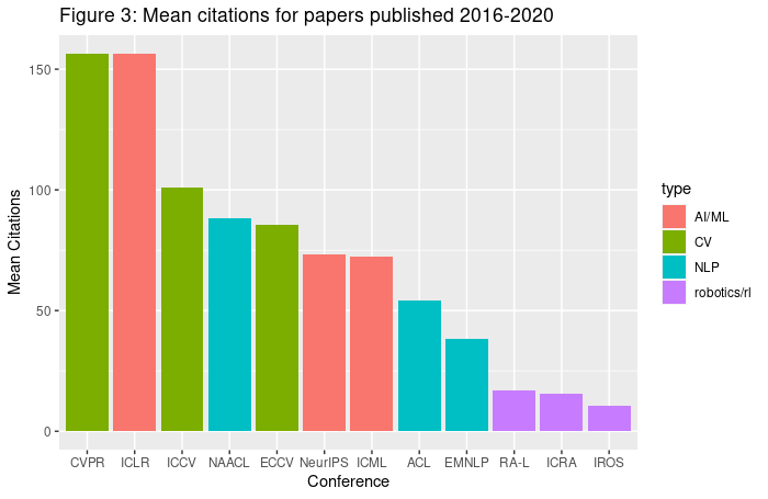 Figure 3: Mean citations for papers published 2016-2020
150
100
50
0
Mean Citations
CVPR ICLR ICCV NAACL ECCV NeurIPS ICML ACL EMNLP RA-L ICRA IROS
Conference
type
AI/ML
CV
NLP
robotics/rl